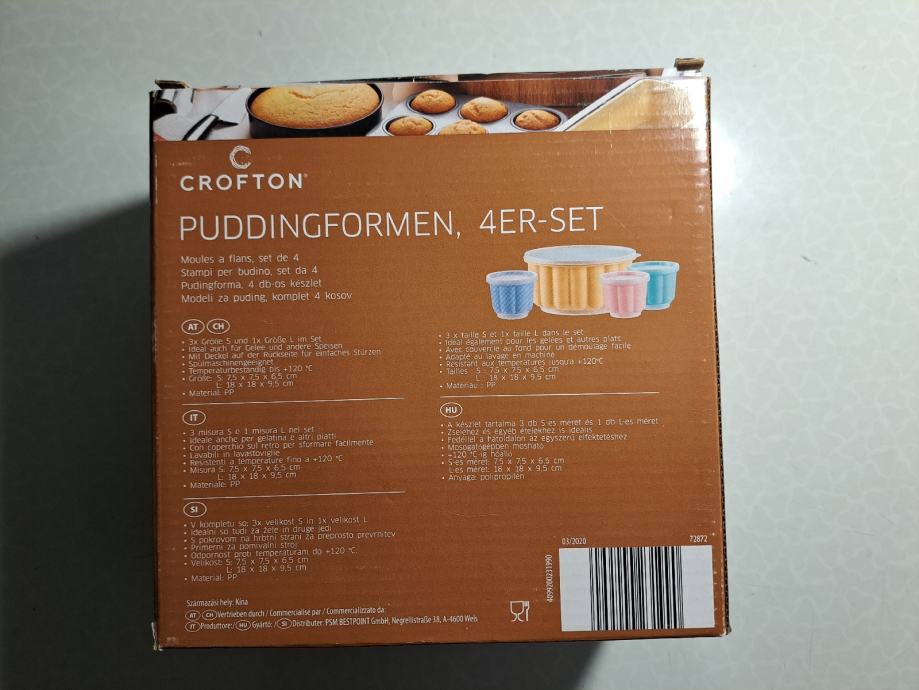 CROFTON
PUDDINGFORMEN, 4ER-SET
Moules a flans, set de 4
Stampi per budino, set da 4
Pudingforma, 4 db-os készlet
Modeli za puding, komplet 4 kosov
AT CH
• 3x Größe S und 1x Größe L im Set
• Ideal auch für Gelee und andere Speisen
• Mit Deckel auf der Rückseite für einfaches Stürzen
• Spülmaschinengeeignet
• Temperaturbeständig bis +120 °C
• Größe: S: 7,5 x 7,5 x 6,5 cm
L: 18 x 18 x 9,5 cm
• Material: PP
• 3 x taille S et 1x taille L dans le set
• Idéal également pour les gelées et autres plats
• Avec couvercle au fond pour un démoulage facile
• Adapté au lavage en machine
• Résistant aux températures jusqu'à +120°C
• Tailles : S : 7,5 x 7,5 x 6,5 cm
L : 18 x 18 x 9,5 cm
• Matériau : PP
IT
• 3 misura S e 1 misura L nel set
• Ideale anche per gelatina e altri piatti
• Con coperchio sul retro per sformare facilmente
• Lavabili in lavastoviglie
• Resistenti a temperature fino a +120 °C
• Misura S: 7,5 x 7,5 x 6,5 cm
L: 18 x 18 x 9,5 cm
• Materiale: PP
HU
• A készlet tartalma 3 db S-es méret és 1 db L-es méret
• Zseléhez és egyéb ételekhez is ideális
• Fedéllel a hátoldalon az egyszerű elfektetéshez
• Mosogatógépben mosható
• +120 °C-ig hőálló
• S-es méret: 7,5 x 7,5 x 6,5 cm
L-es méret: 18 x 18 x 9,5 cm
• Anyaga: polipropilén
SI
• V kompletu so: 3x velikost S in 1x velikost L
• Idealni so tudi za žele in druge jedi
• S pokrovom na hrbtni strani za preprosto prevrnitev
• Primerni za pomivalni stroj
• Odpornost proti temperaturam do +120 °C.
• Velikost: S: 7,5 x 7,5 x 6,5 cm
L: 18 x 18 x 9,5 cm
• Material: PP
03/2020 72872
4099200231990
Származási hely: Kína
AT CH Vertrieben durch / Commercialisé par / Commercializzato da:
IT Produttore:/ HU Gyártó: / SI Distributer: PSM BESTPOINT GmbH, Negrellistraße 38, A-4600 Wels